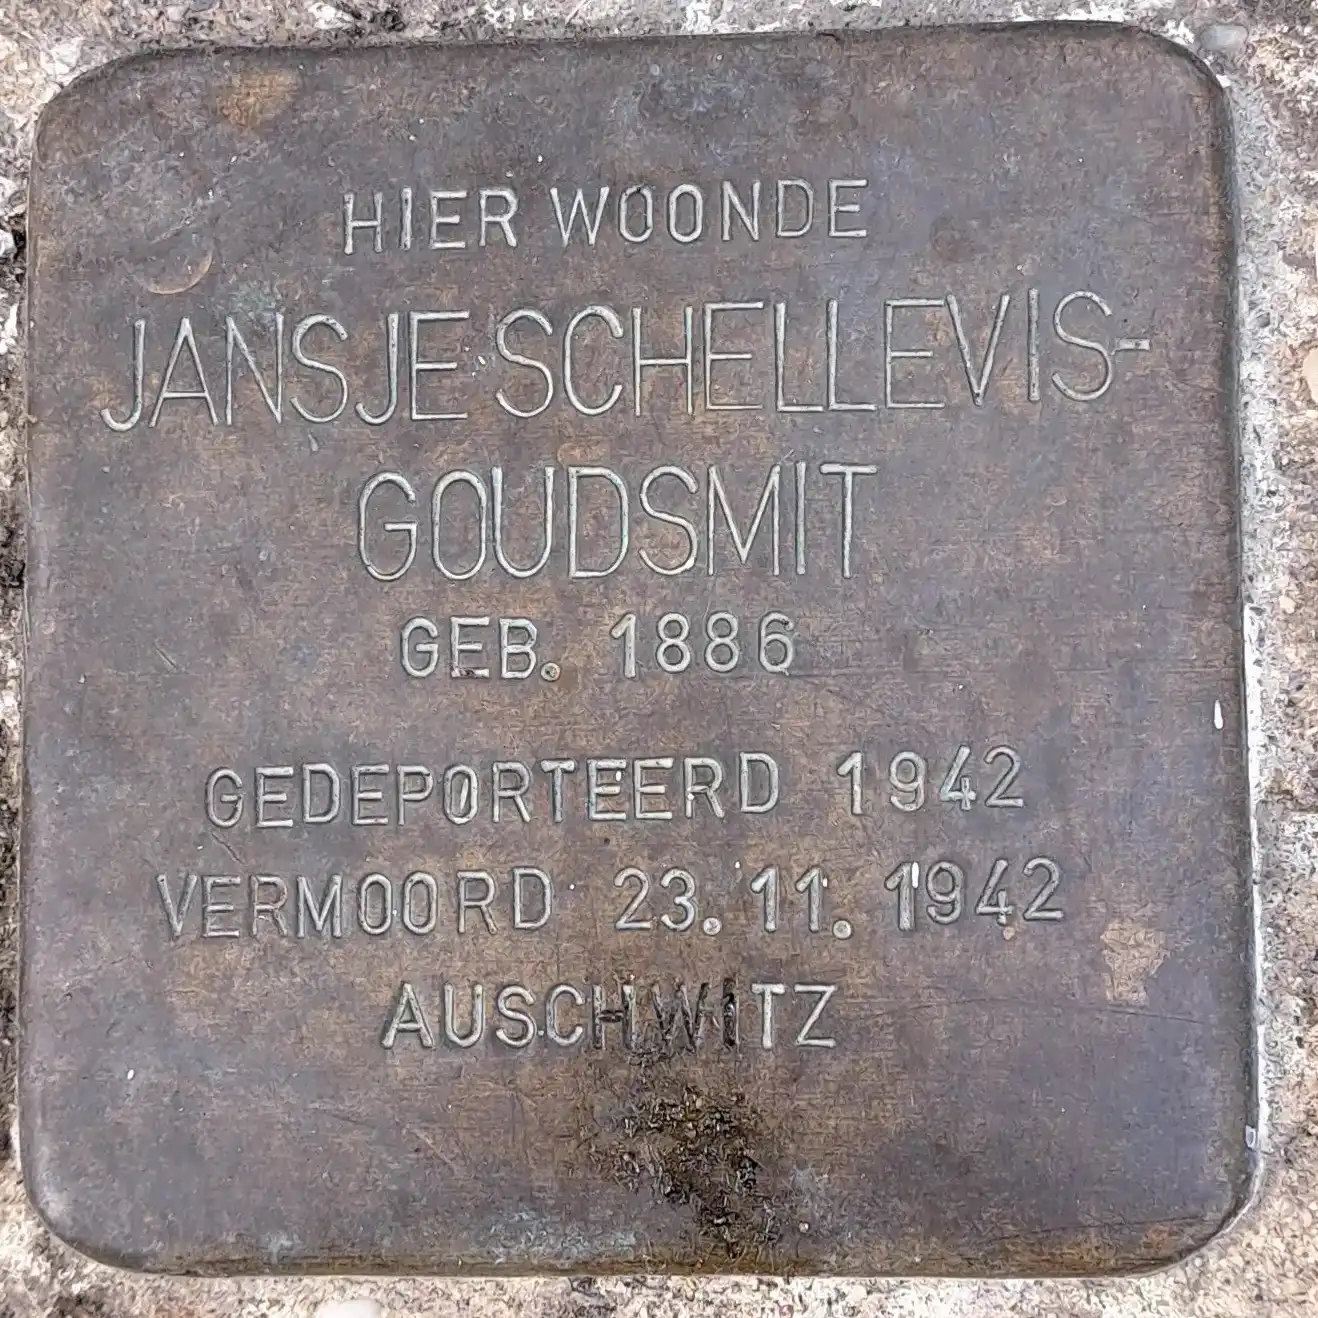 HIER WOONDE
JANSJE SCHELLEVIS-
GOUDSMIT
GEB. 1886
GEDEPORTEERD 1942
VERMOORD 23.11.1942
AUSCHWITZ